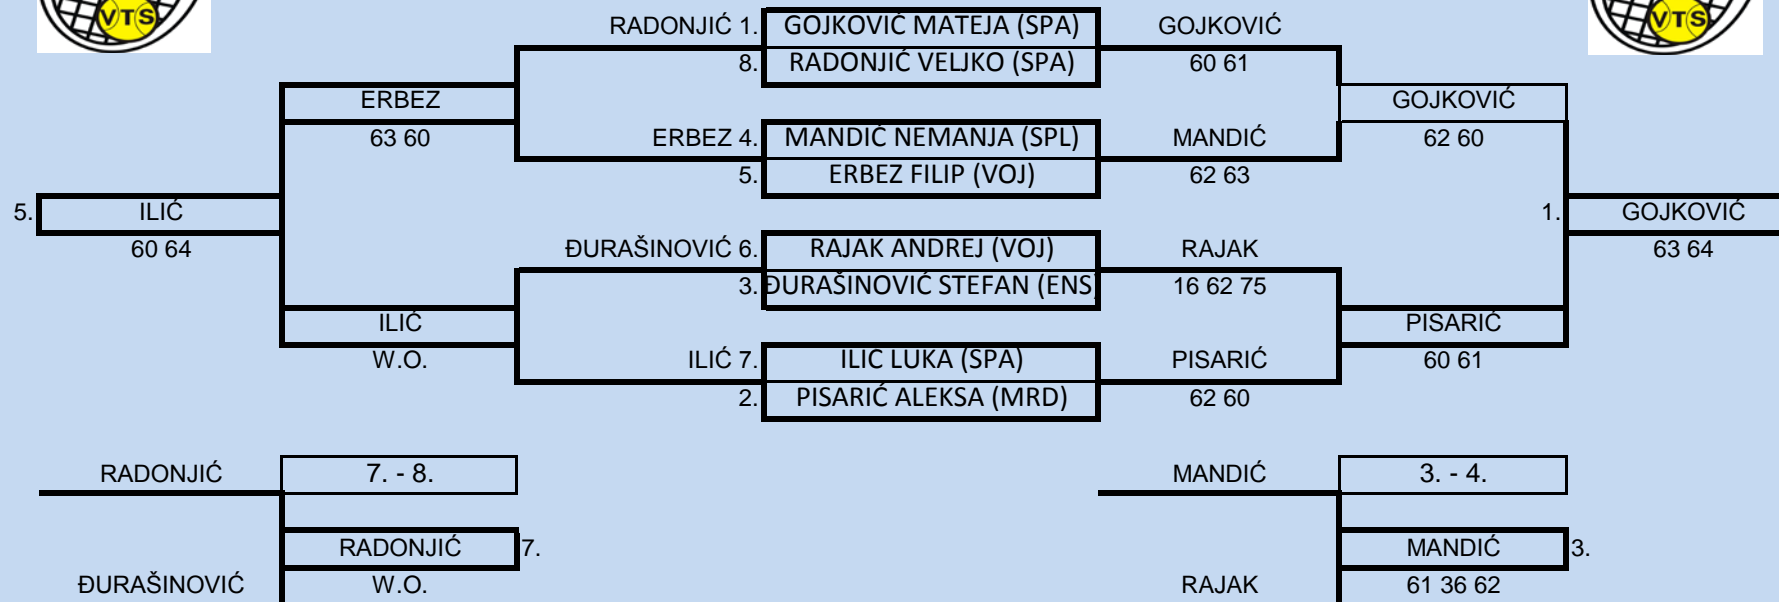 VTS
VTS
RADONJIĆ 1. GOJKOVIĆ MATEJA (SPA) GOJKOVIĆ
8. RADONJIĆ VELJKO (SPA) 60 61
ERBEZ GOJKOVIĆ
63 60 ERBEZ 4. MANDIĆ NEMANJA (SPL) MANDIĆ 62 60
5. ERBEZ FILIP (VOJ) 62 63
5. ILIĆ 1. GOJKOVIĆ
60 64 ĐURAŠINOVIĆ 6. RAJAK ANDREJ (VOJ) RAJAK 63 64
3. ĐURAŠINOVIĆ STEFAN (ENS) 16 62 75
ILIĆ PISARIĆ
W.O. ILIĆ 7. ILIĆ LUKA (SPA) PISARIĆ 60 61
2. PISARIĆ ALEKSA (MRD) 62 60
RADONJIĆ 7. - 8. MANDIĆ 3. - 4.
RADONJIĆ 7. MANDIĆ 3.
ĐURAŠINOVIĆ W.O. RAJAK 61 36 62